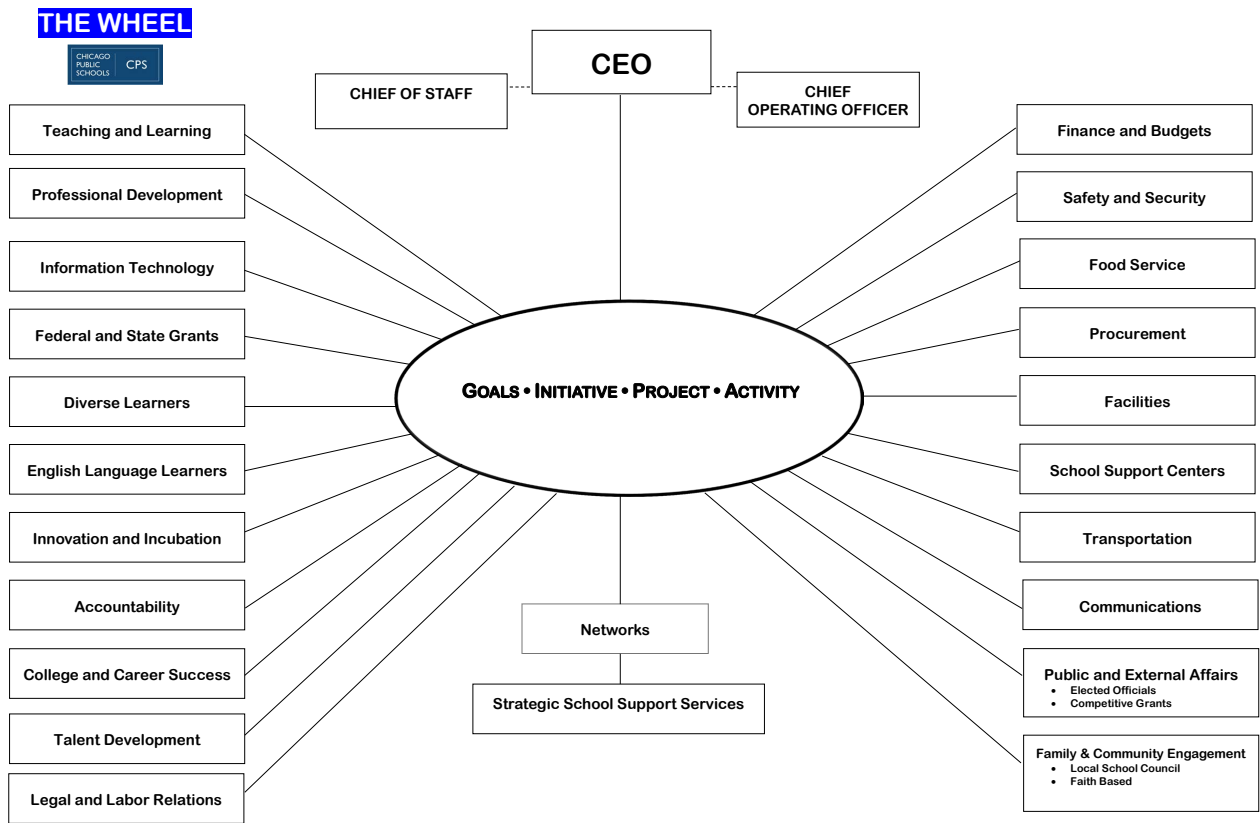 THE WHEEL
CHICAGO
PUBLIC
SCHOOLS
CPS
CEO
CHIEF OF STAFF
CHIEF
OPERATING OFFICER
Teaching and Learning
Professional Development
Information Technology
Federal and State Grants
Diverse Learners
English Language Learners
Innovation and Incubation
Accountability
College and Career Success
Talent Development
Legal and Labor Relations
GOALS • INITIATIVE • PROJECT • ACTIVITY
Networks
Strategic School Support Services
Finance and Budgets
Safety and Security
Food Service
Procurement
Facilities
School Support Centers
Transportation
Communications
Public and External Affairs
• Elected Officials
• Competitive Grants
Family & Community Engagement
• Local School Council
• Faith Based